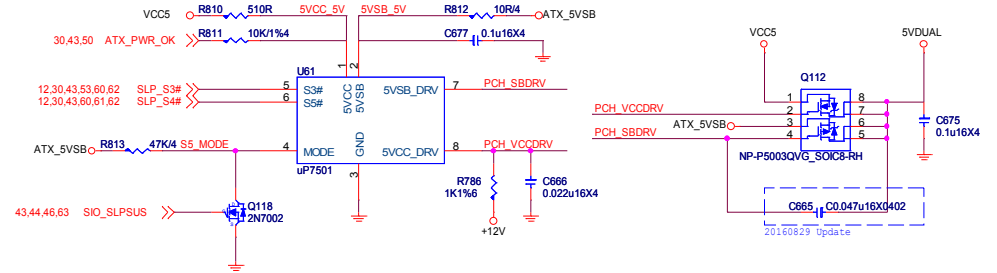 VCC5 R810 510R 5VCC_5V 5VSB_5V R812 10R/4 ATX_5VSB
30,43,50 ATX_PWR_OK R811 10K/1%4 C677 0.1u16X4
1 2
U61
12,30,43,53,60,62 SLP_S3# 5 S3# 5VCC 5VSB 5VSB_DRV 7 PCH_SBDRV
12,30,43,60,61,62 SLP_S4# 6 S5#
ATX_5VSB R813 47K/4 S5_MODE 4 MODE GND 5VCC_DRV 8 PCH_VCCDRV
uP7501 3
43,44,46,63 SIO_SLPSUS Q118
2N7002
R786
1K1%6
C666
0.022u16X4
+12V
VCC5 5VDUAL
Q112
1 8
PCH_VCCDRV 2 7
ATX_5VSB 3 6
PCH_SBDRV 4 5
NP-P5003QVG_SOIC8-RH
C675
0.1u16X4
C665 C0.047u16X0402
20160829 Update